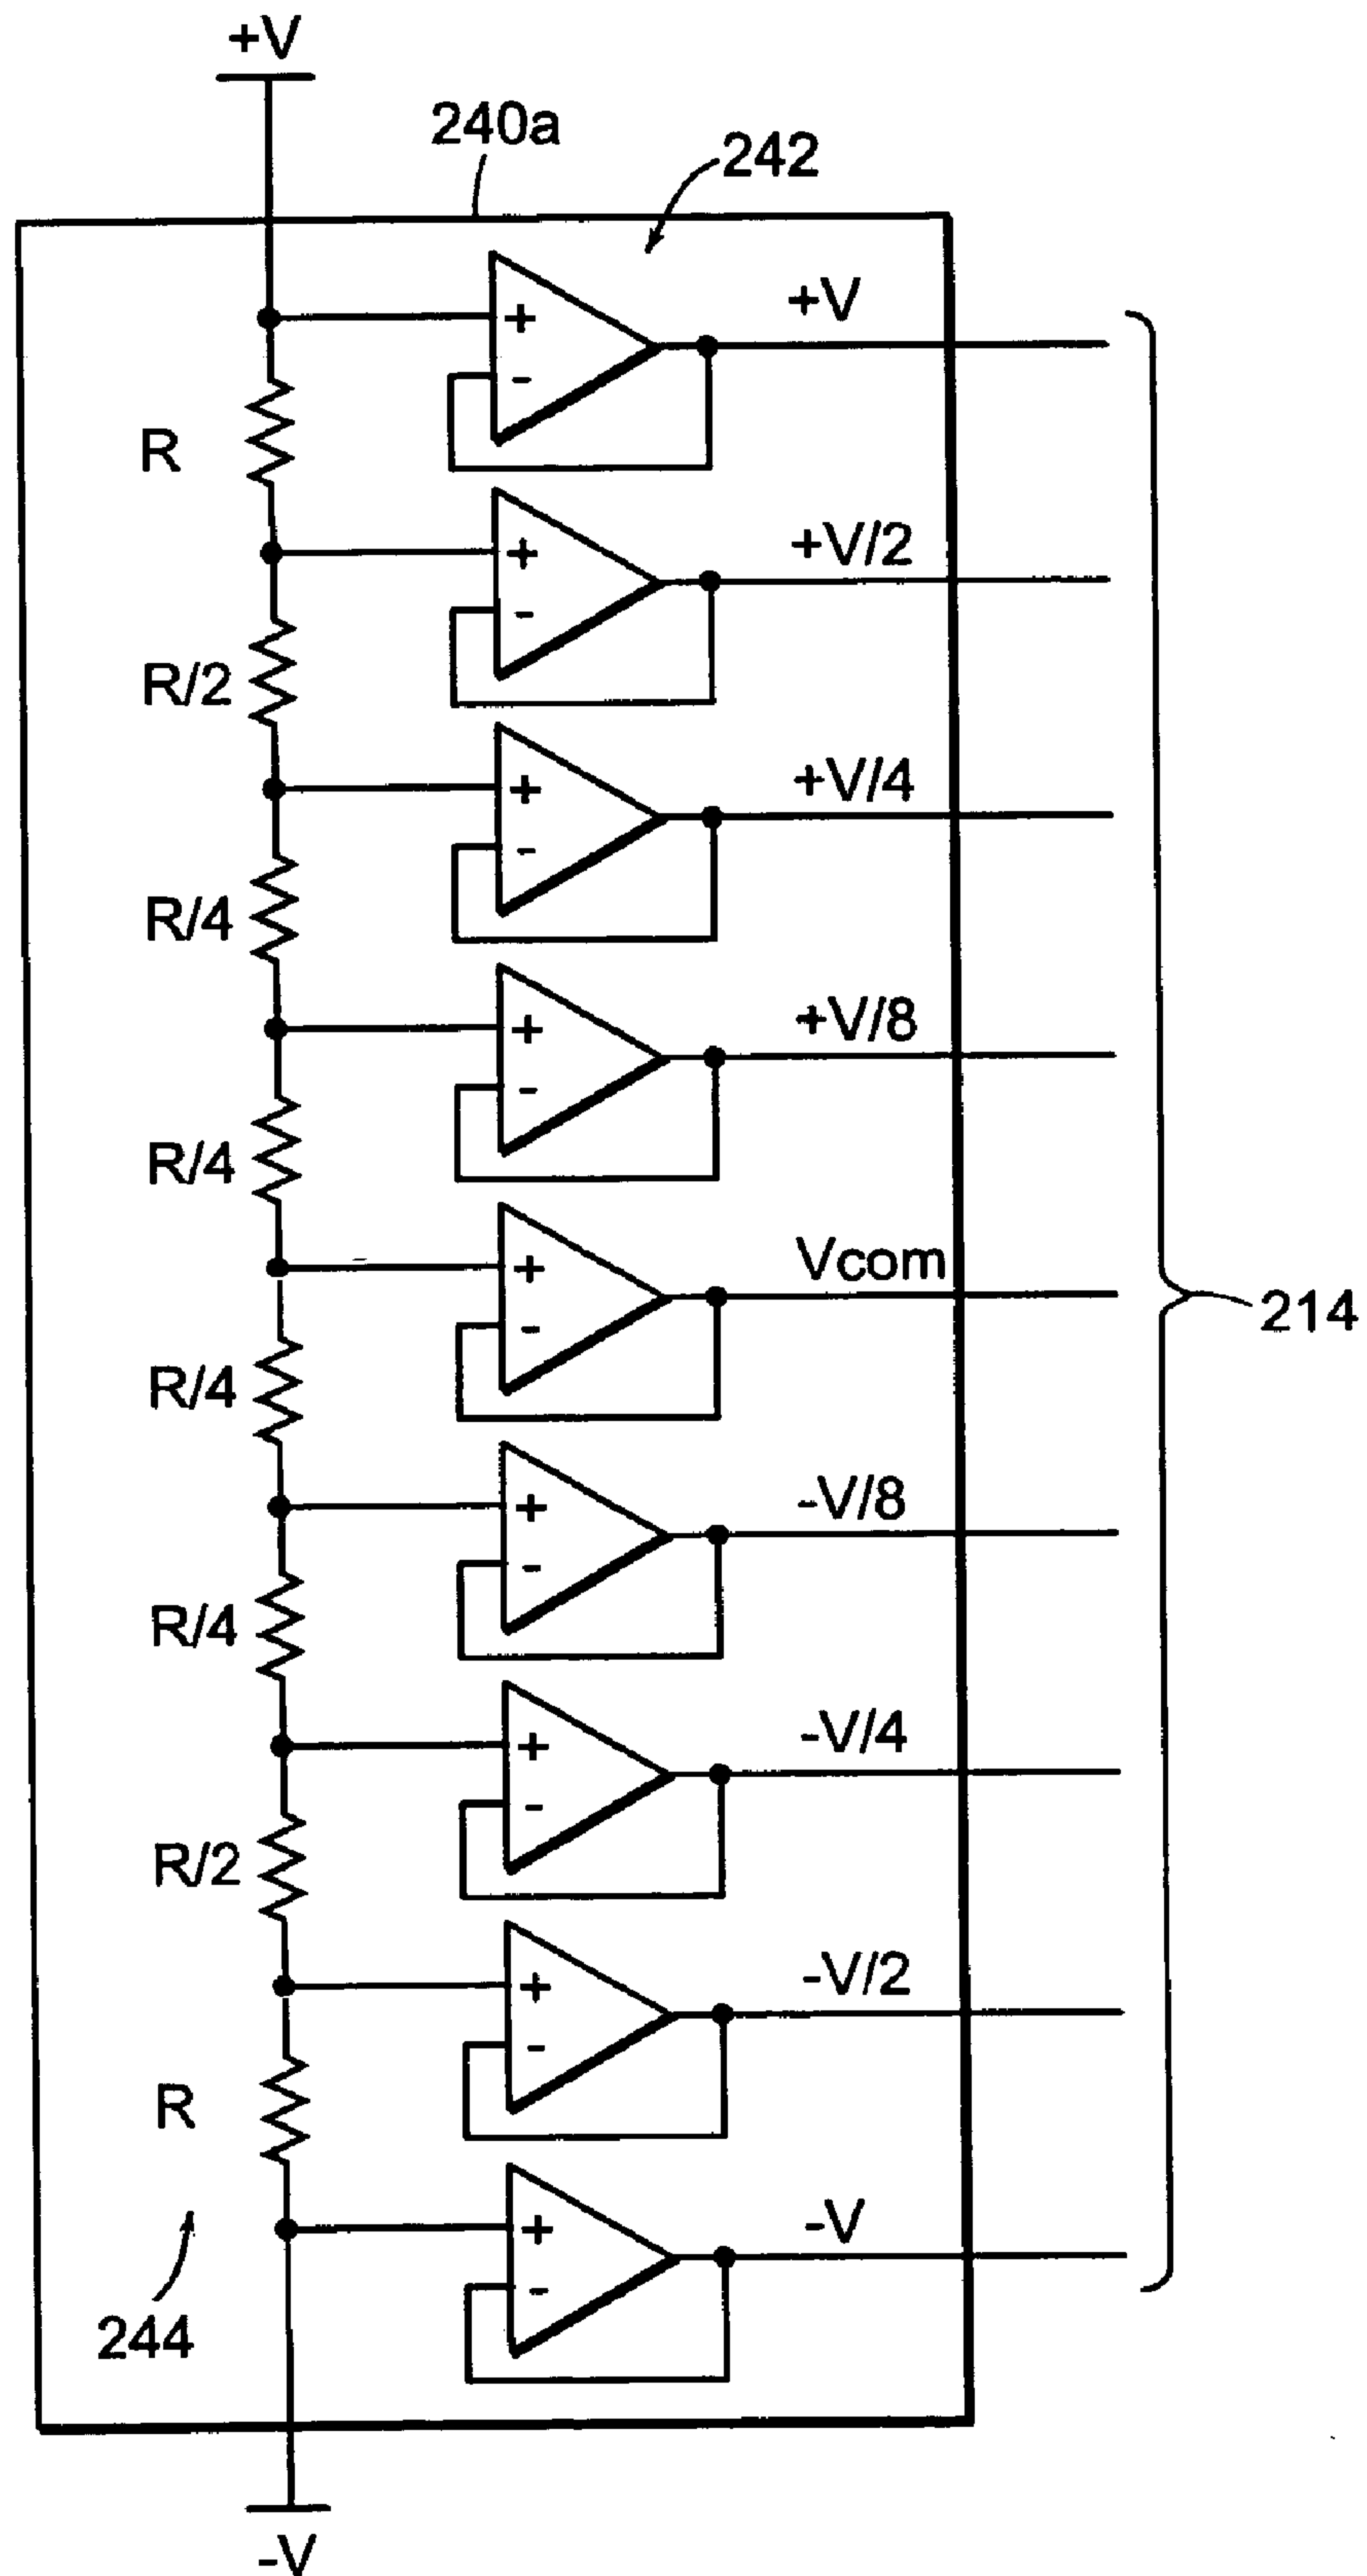 +V
240a
242
+
-
+V
R
+
-
+V/2
R/2
+
-
+V/4
R/4
+
-
+V/8
R/4
+
-
Vcom
214
R/4
+
-
-V/8
R/4
+
-
-V/4
R/2
+
-
-V/2
R
+
-
-V
244
-V